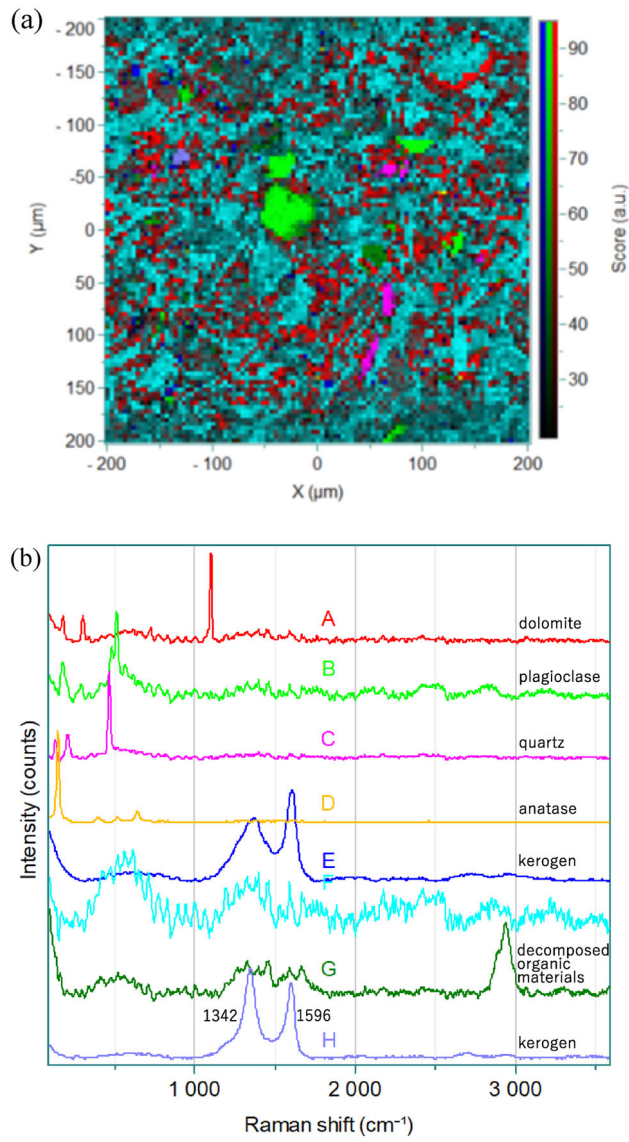 (a)
- 200
- 150
- 100
-50
0
50
100
150
200
Y (µm)
- 200
- 100
0
100
200
X (µm)
90
80
70
60
50
40
30
Score (a.u.)
(b)
A
dolomite
B
plagioclase
C
quartz
D
anatase
E
kerogen
F
G
decomposed
organic
materials
1342
1596
H
kerogen
Intensity (counts)
1 000
2 000
3 000
Raman shift (cm⁻¹)